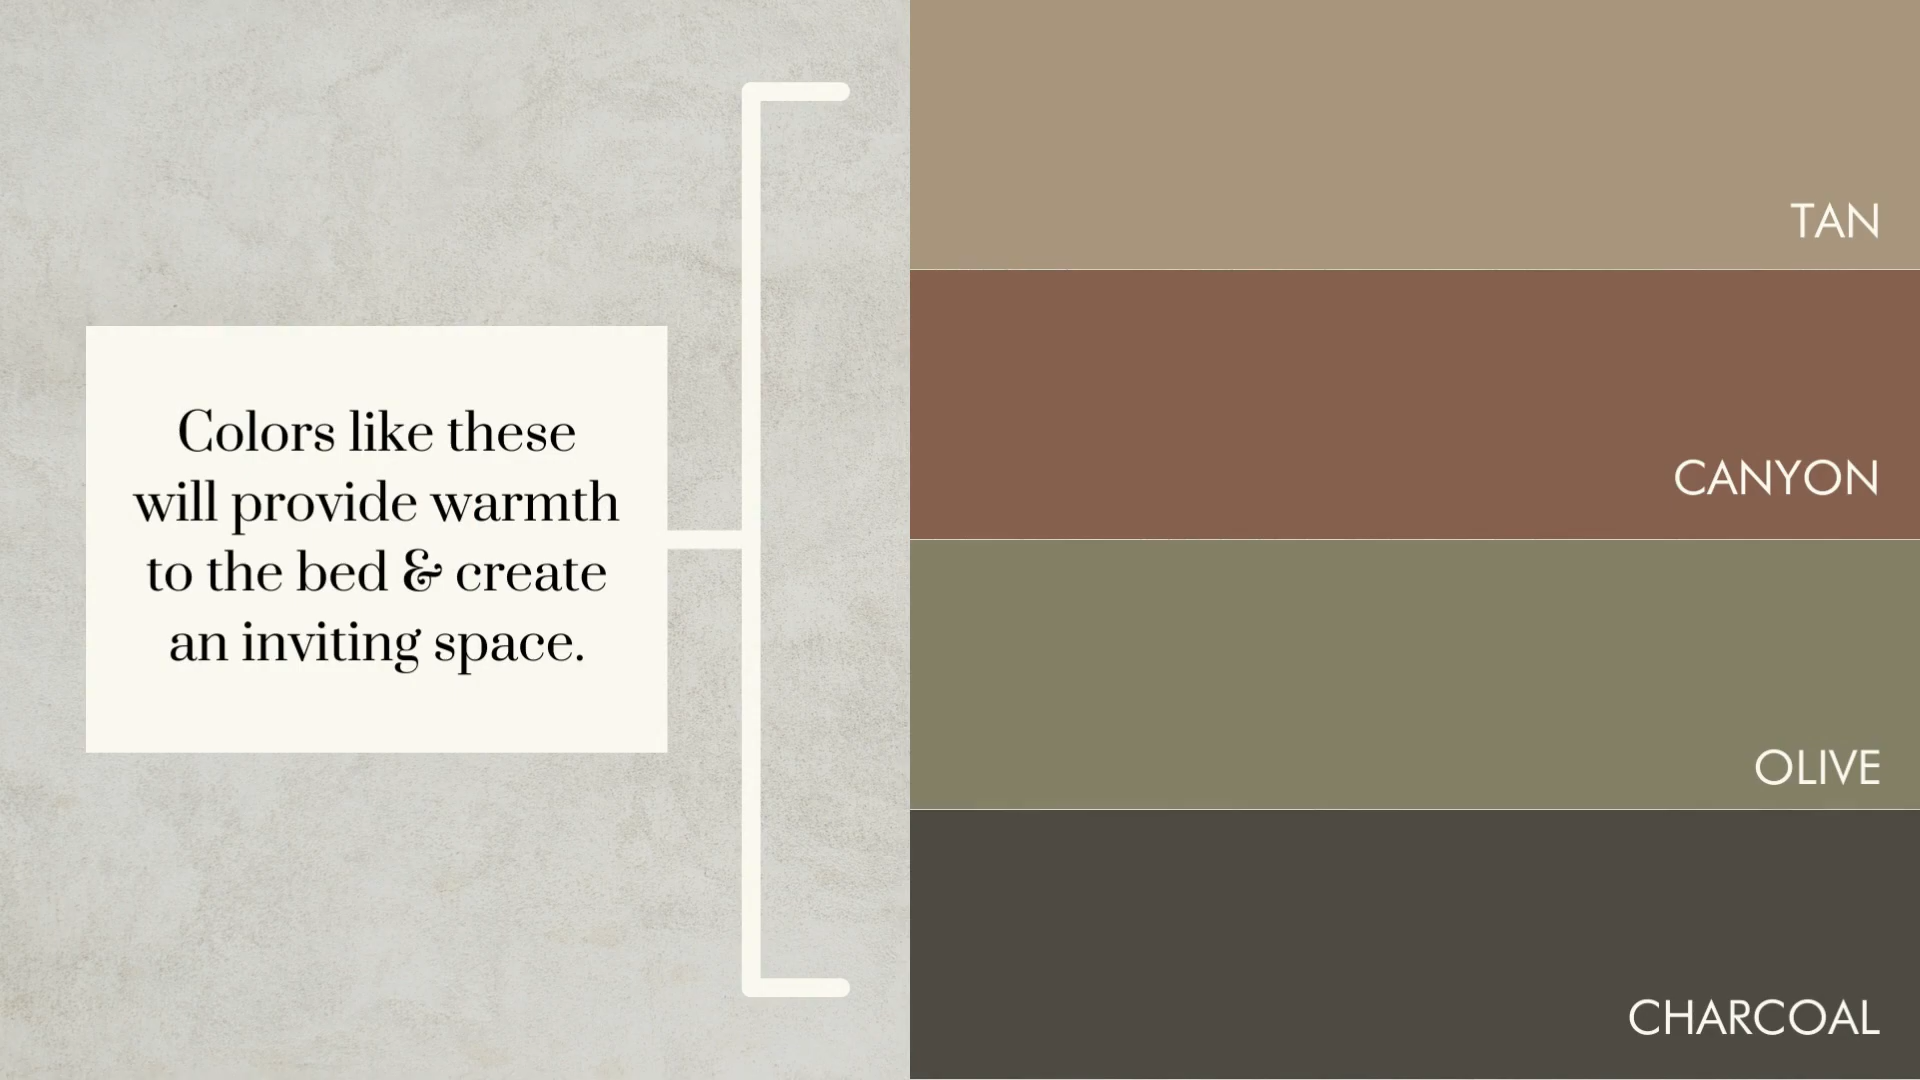 Colors like these
will provide warmth
to the bed & create
an inviting space.
TAN
CANYON
OLIVE
CHARCOAL